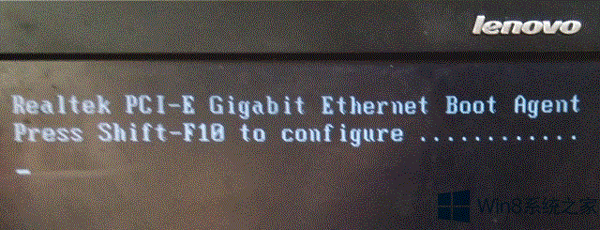 lenovo
Realtek PCI-E Gigabit Ethernet Boot Agent
Press Shift-F10 to configure ............
Win8系统之家